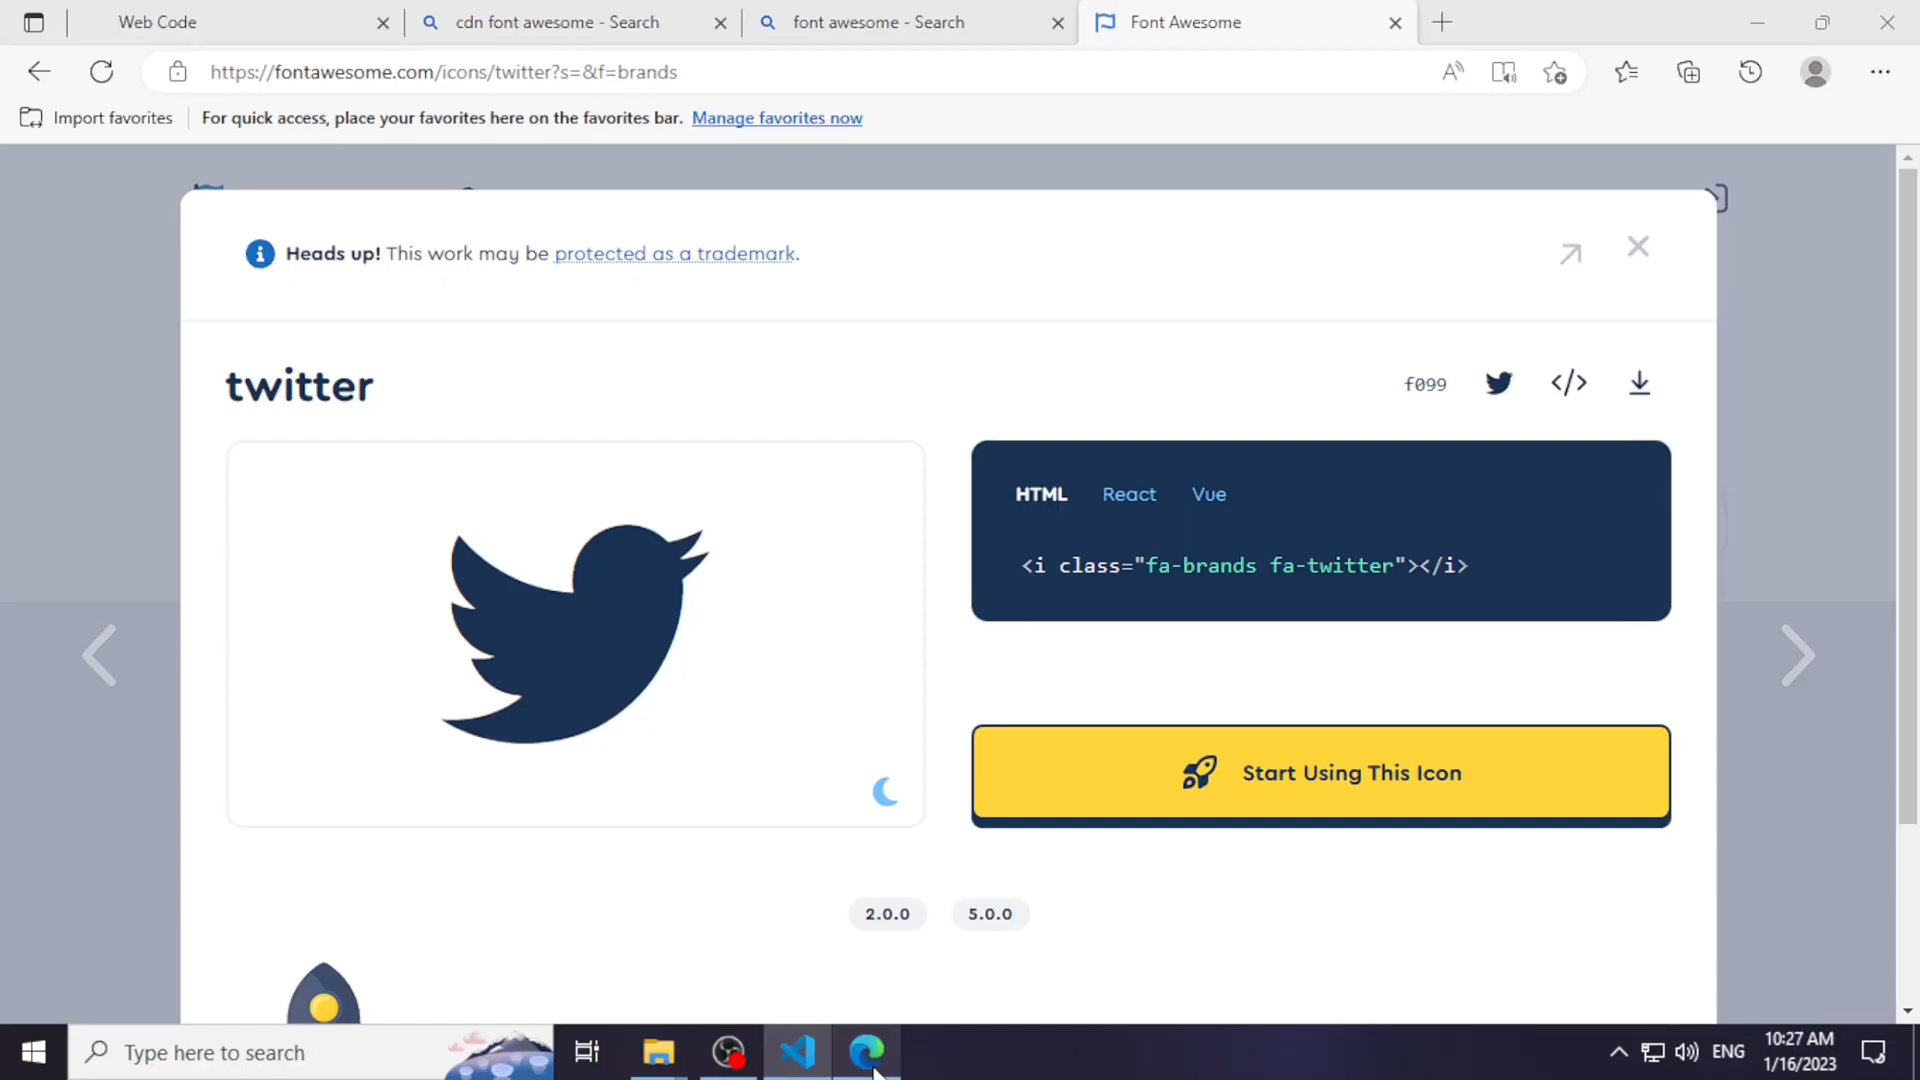 Web Code
cdn font awesome - Search
font awesome - Search
Font Awesome
https://fontawesome.com/icons/twitter?s=&f=brands
Import favorites
For quick access, place your favorites here on the favorites bar. Manage favorites now
Heads up! This work may be protected as a trademark.
twitter
f099
</>
HTML React Vue
<i class="fa-brands fa-twitter"></i>
Start Using This Icon
2.0.0 5.0.0
Type here to search
ENG
10:27 AM
1/16/2023